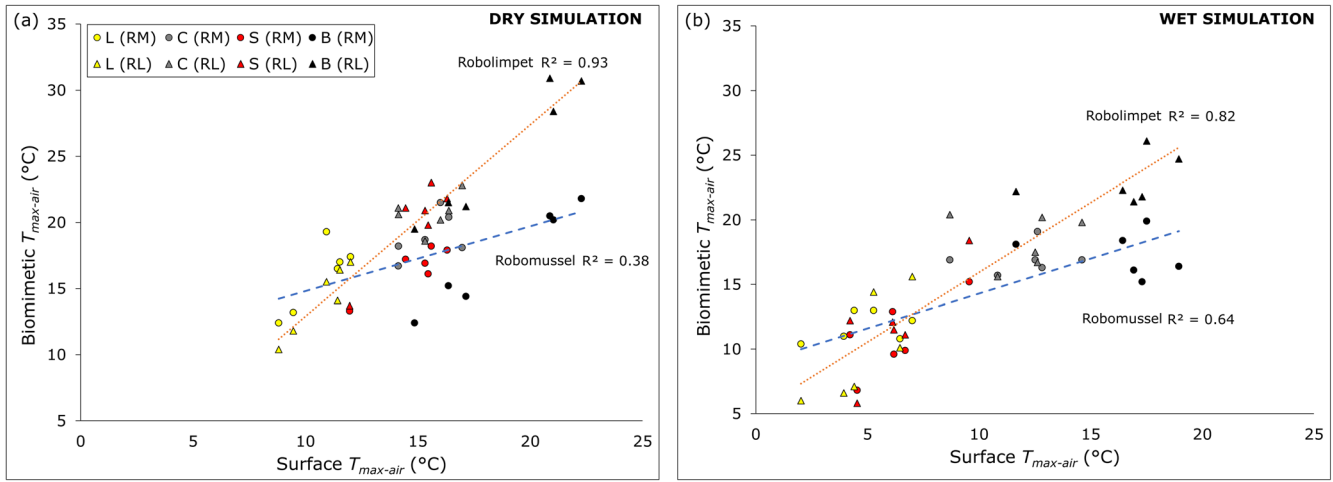 (a)
DRY SIMULATION
L (RM) C (RM) S (RM) B (RM)
L (RL) C (RL) S (RL) B (RL)
Robolimpet R² = 0.93
Robomussel R² = 0.38
Biomimetic Tmax-air (°C)
35
30
25
20
15
10
5
0 5 10 15 20 25
Surface Tmax-air (°C)
(b)
WET SIMULATION
Robolimpet R² = 0.82
Robomussel R² = 0.64
Biomimetic Tmax-air (°C)
35
30
25
20
15
10
5
0 5 10 15 20 25
Surface Tmax-air (°C)